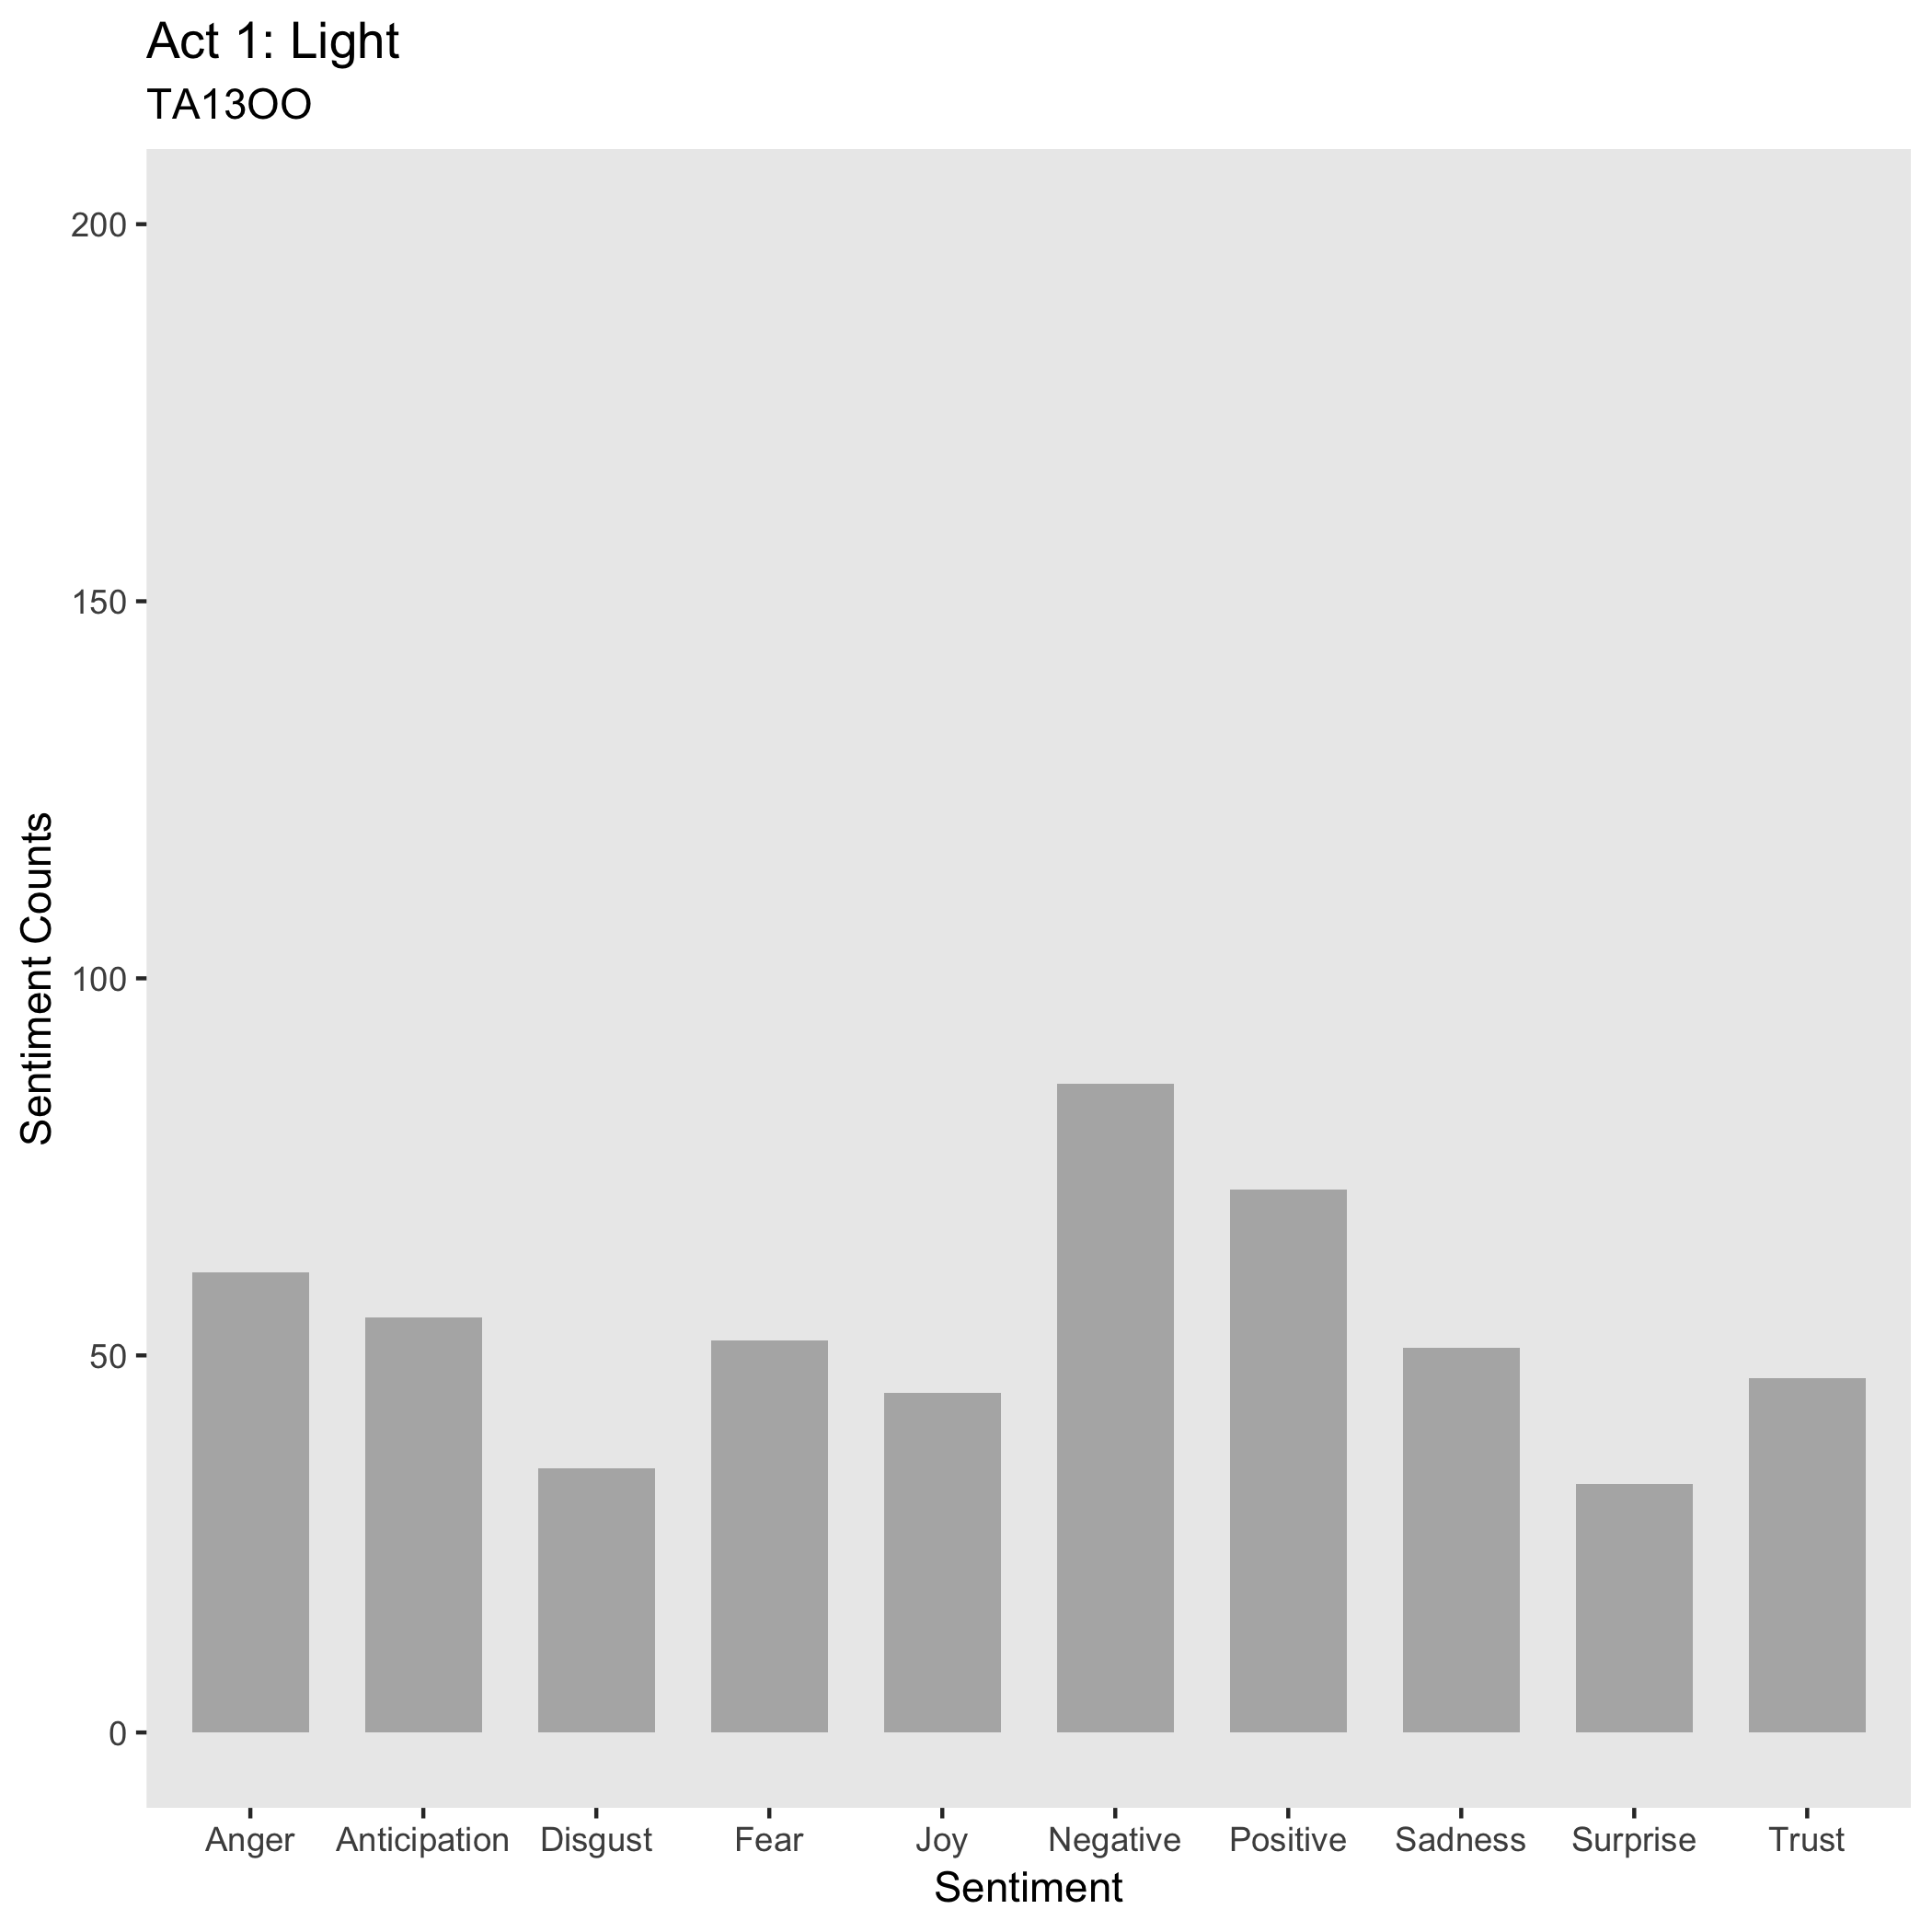 Act 1: Light
TA13OO
Sentiment Counts
200
150
100
50
0
Anger Anticipation Disgust Fear Joy Negative Positive Sadness Surprise Trust
Sentiment